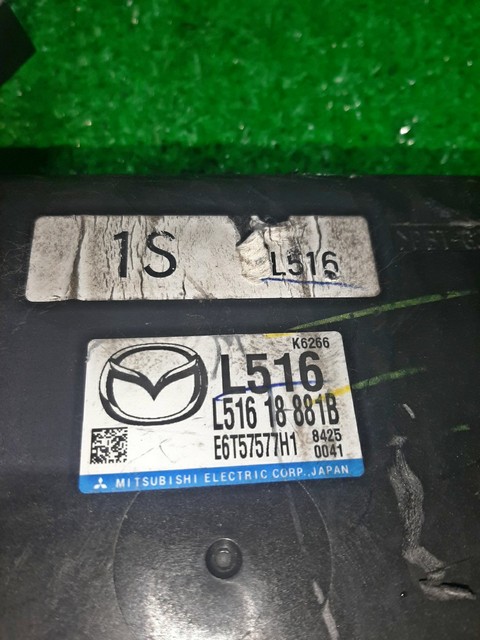 1S
L516
K6266
L516
L516 18 881B
E6T57577H1
8425
0041
MITSUBISHI ELECTRIC CORP., JAPAN